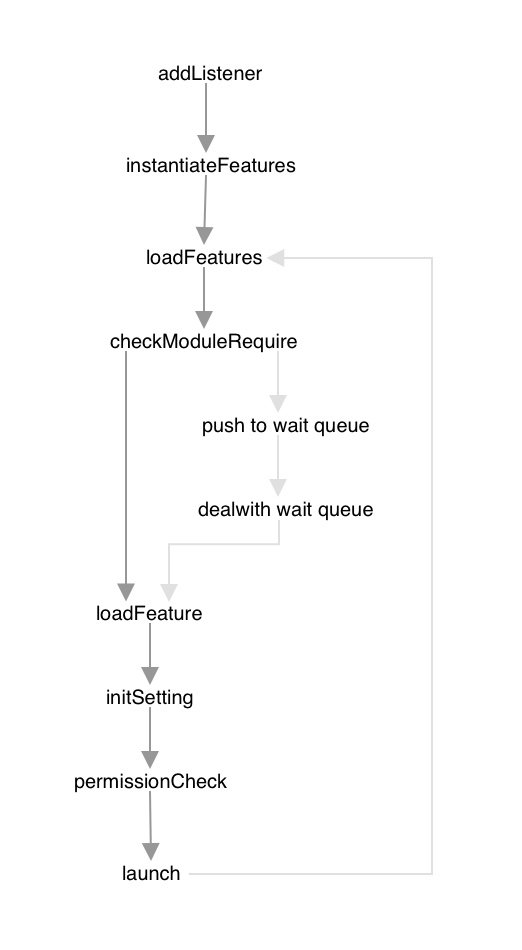 addListener
instantiateFeatures
loadFeatures
checkModuleRequire
push to wait queue
dealwith wait queue
loadFeature
initSetting
permissionCheck
launch